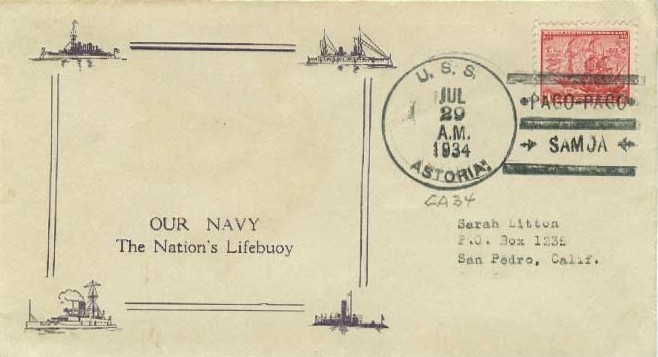 OUR NAVY
The Nation's Lifebuoy
U. S. S.
JUL
29
A.M.
1934
ASTORIA
PAGO-PAGO
SAMOA
CA34
Sarah Litton
P.O. Box 1235
San Pedro, Calif.